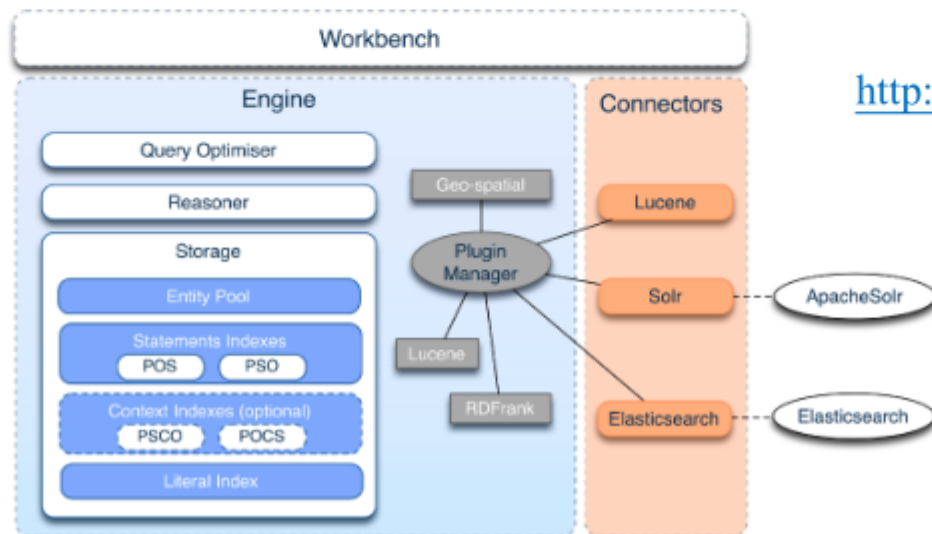 Workbench
Engine
Connectors
http:
Query Optimiser
Reasoner
Storage
Entity Pool
Statements Indexes
POS PSO
Context Indexes (optional)
PSCO POCS
Literal Index
Geo-spatial
Plugin
Manager
Lucene
RDFrank
Lucene
Solr
Elasticsearch
ApacheSolr
Elasticsearch